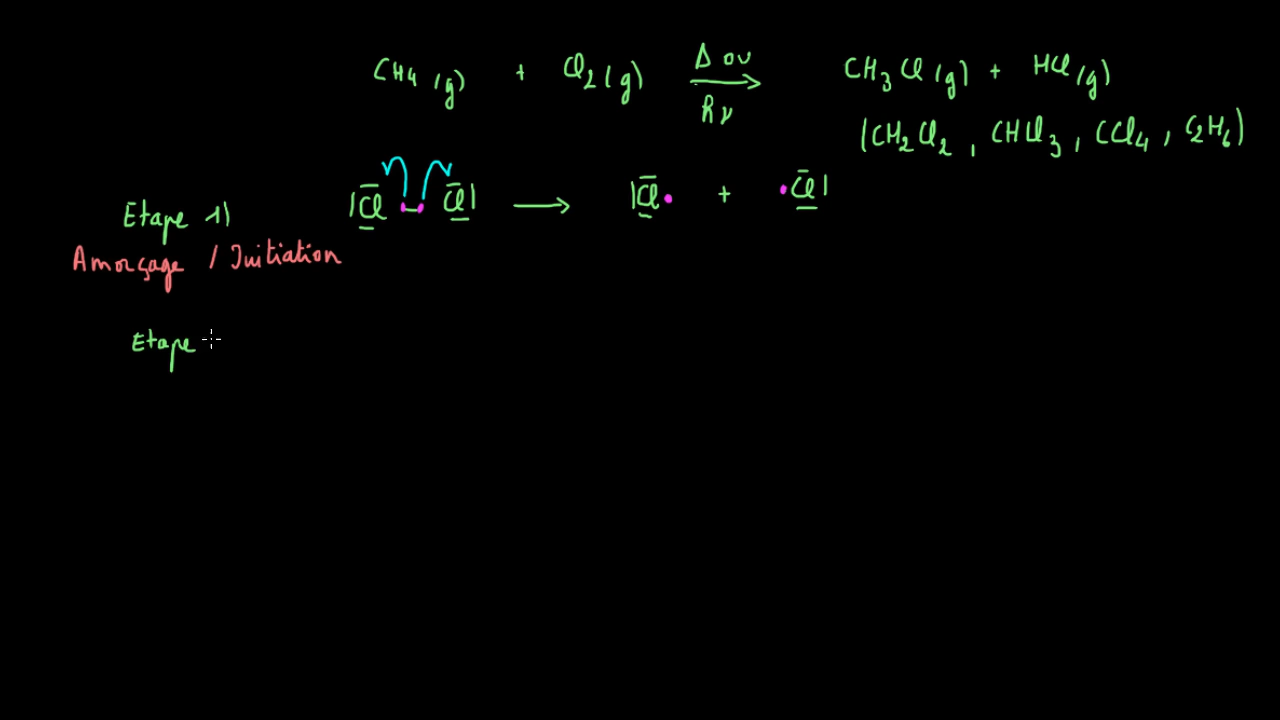 CH4(g) + Cl2(g) Δ ou hν ⟶ CH3Cl(g) + HCl(g)
(CH2Cl2, CHCl3, CCl4, C2H6)
Etape 1) |Cl • • Cl| ⟶ |Cl• + •Cl|
Amorçage / Initiation
Etape